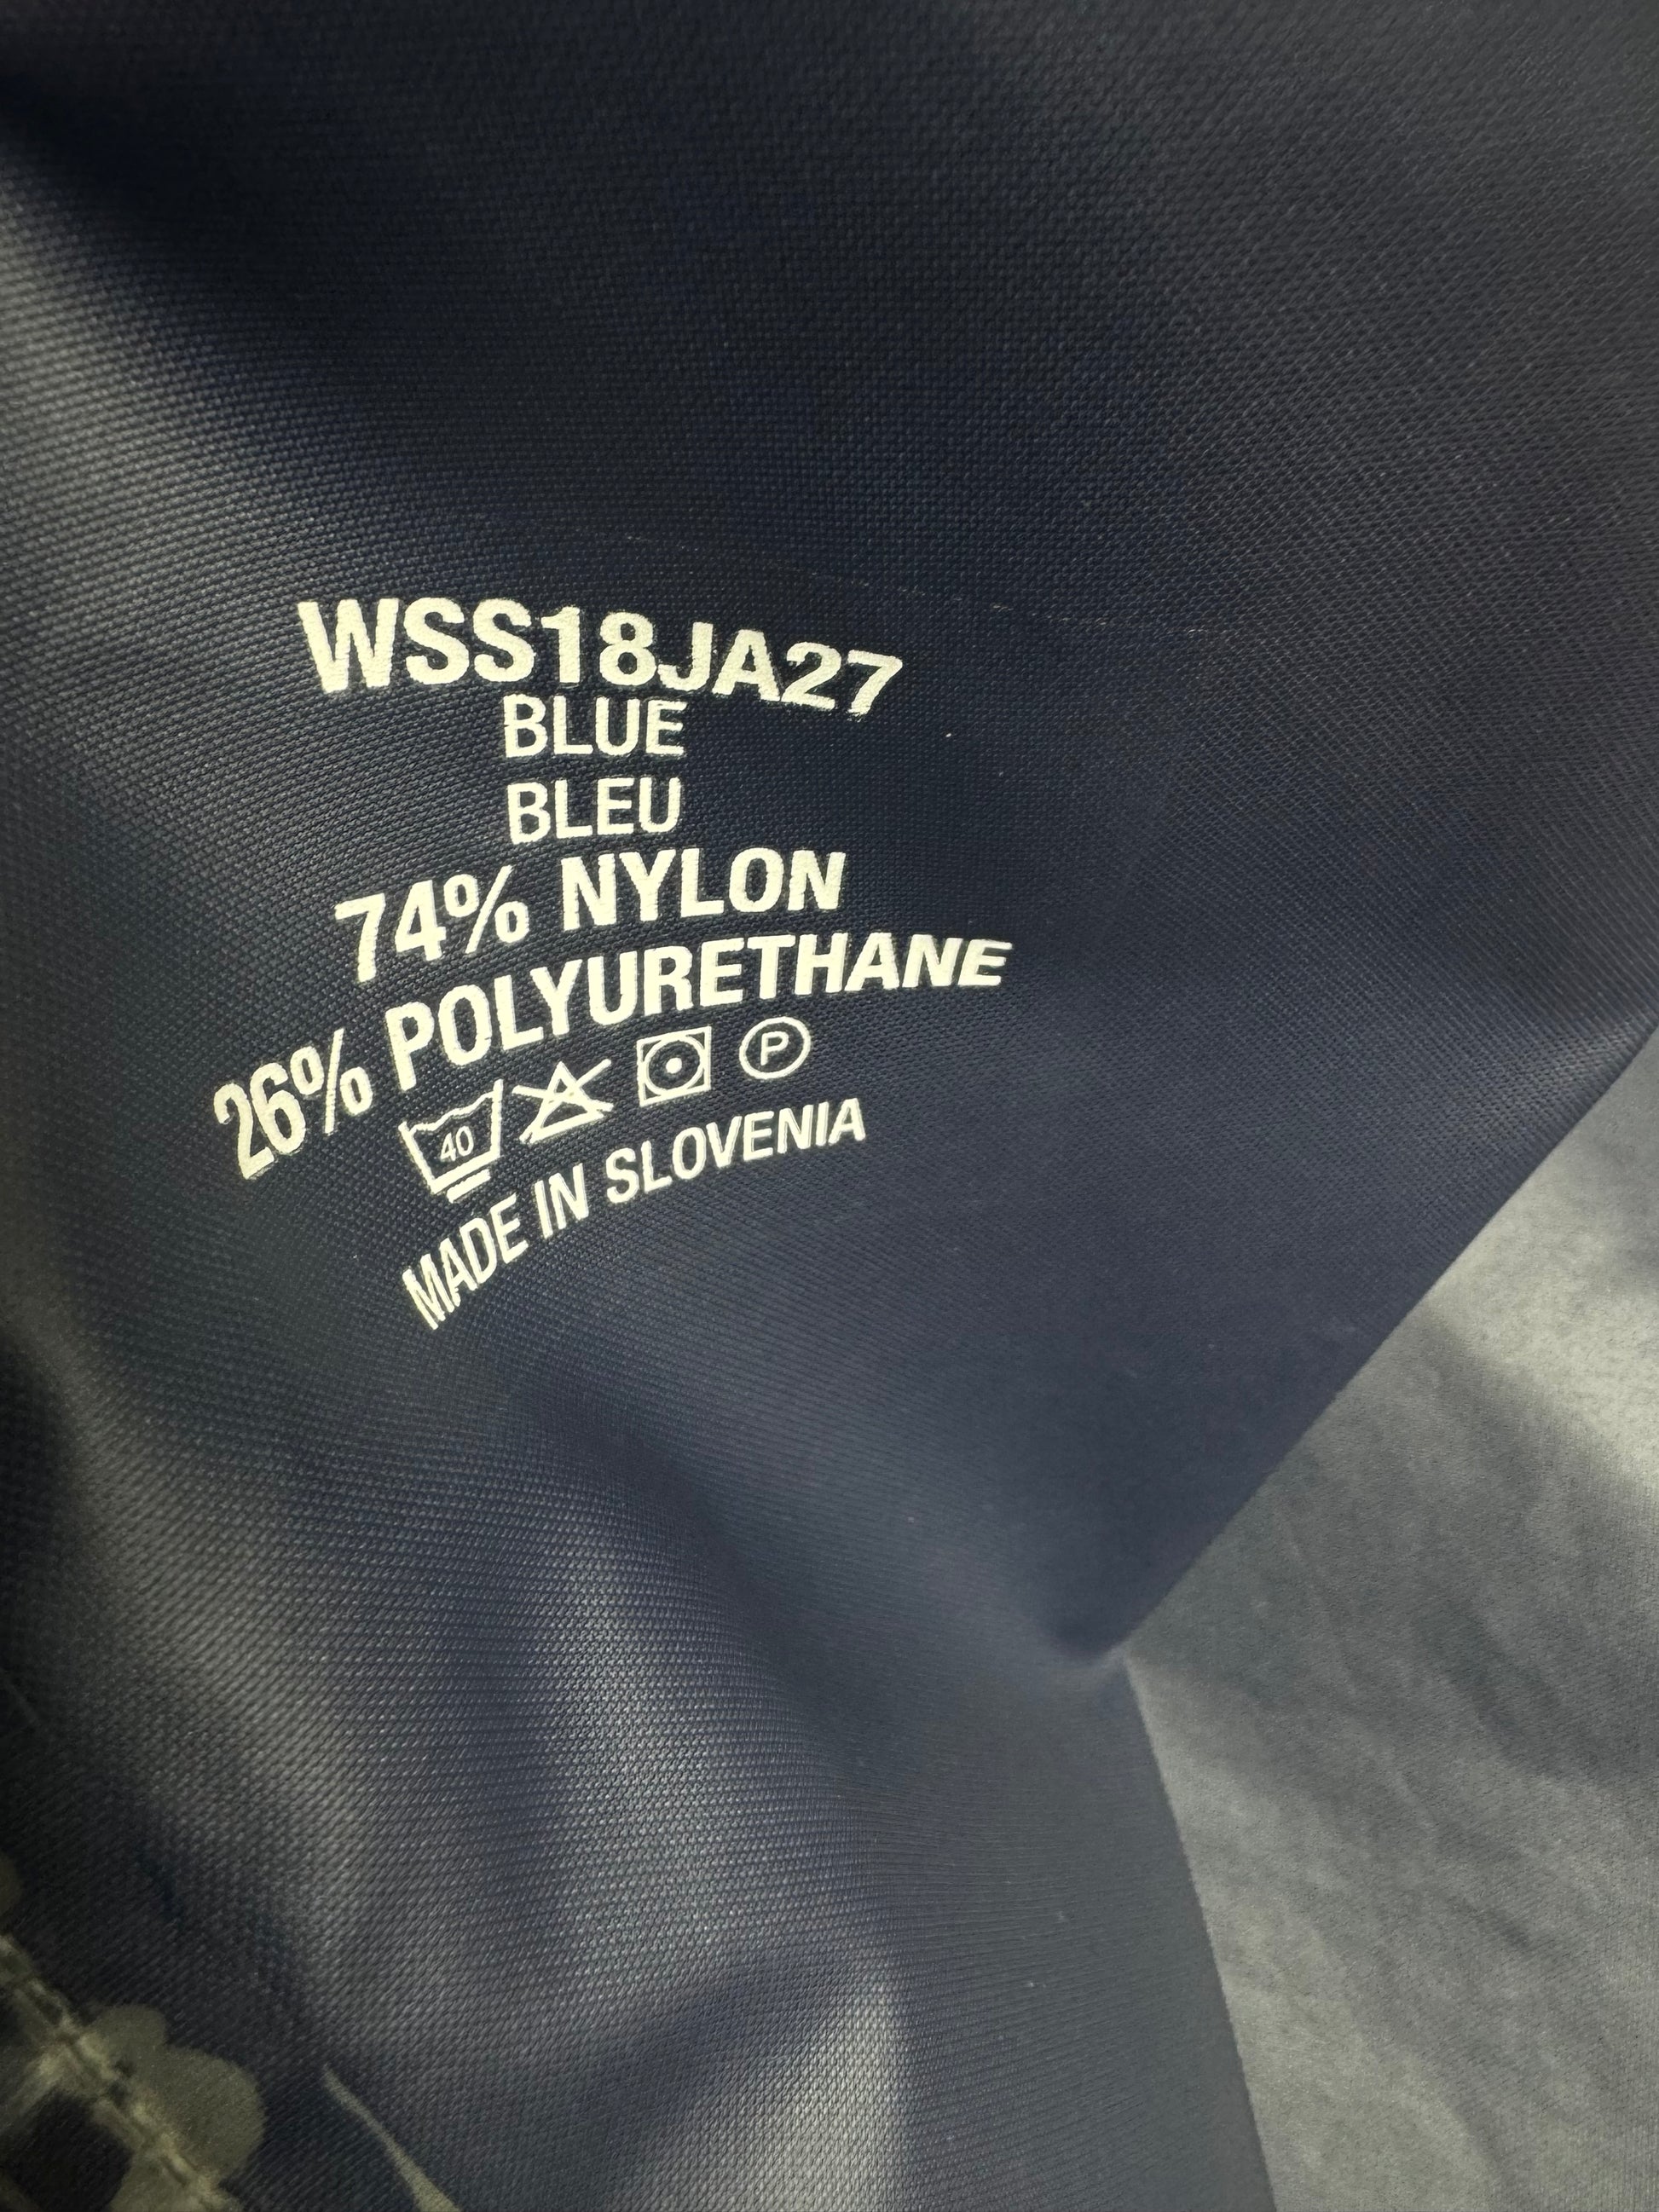 WSS18JA27
BLUE
BLEU
74% NYLON
26% POLYURETHANE
40 P
MADE IN SLOVENIA